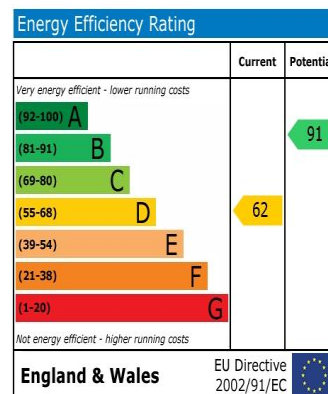 Energy Efficiency Rating
Current Potentia
Very energy efficient - lower running costs
(92-100) A
(81-91) B
91
(69-80) C
(55-68) D
62
(39-54) E
(21-38) F
(1-20) G
Not energy efficient - higher running costs
England & Wales
EU Directive
2002/91/EC